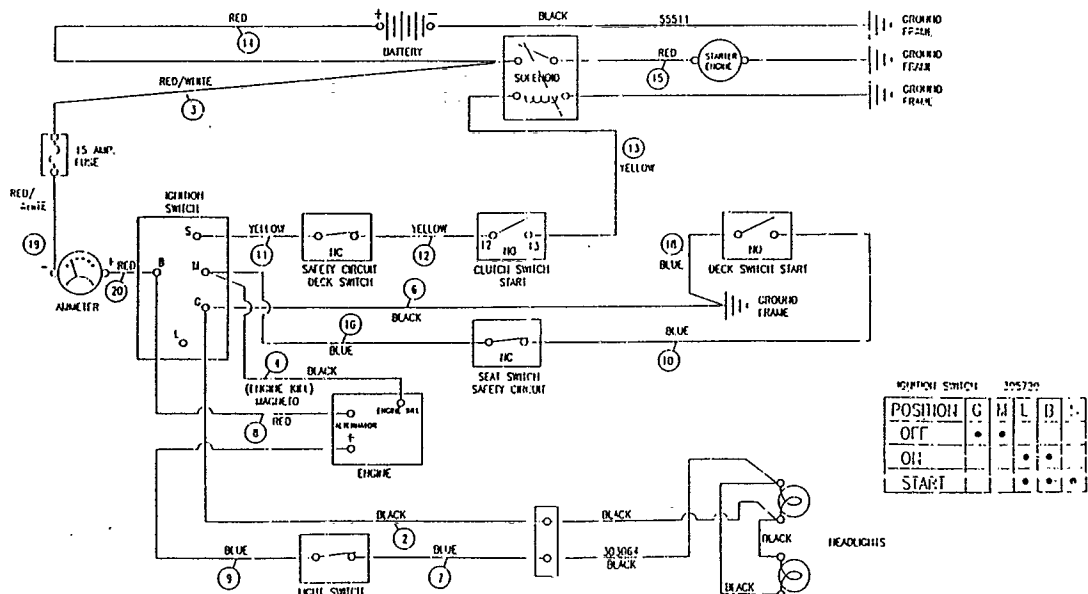 RED
14
+
−
BATTERY
BLACK
55511
GROUND
FRAME
RED/WHITE
3
SOLENOID
RED
15
STARTER
ENGINE
GROUND
FRAME
GROUND
FRAME
15 AMP.
FUSE
13
YELLOW
RED/
19
IGNITION
SWITCH
S
YELLOW
11
NC
SAFETY CIRCUIT
DECK SWITCH
YELLOW
12
12
13
NO
CLUTCH SWITCH
START
18
BLUE
NO
DECK SWITCH START
-
+
RED
20
B
M
G
L
6
BLACK
GROUND
FRAME
16
BLUE
NC
SEAT SWITCH
SAFETY CIRCUIT
BLUE
10
4
BLACK
(ENGINE KILL)
MAGNETO
RED
8
ENGINE KILL
ALTERNATOR
+
ENGINE
IGNITION SWITCH
POSITION G M L B S
OFF • •
ON • •
START • • •
BLACK
2
BLACK
BLACK
HEADLIGHTS
BLUE
9
LIGHT SWITCH
BLUE
7
303064
BLACK
BLACK